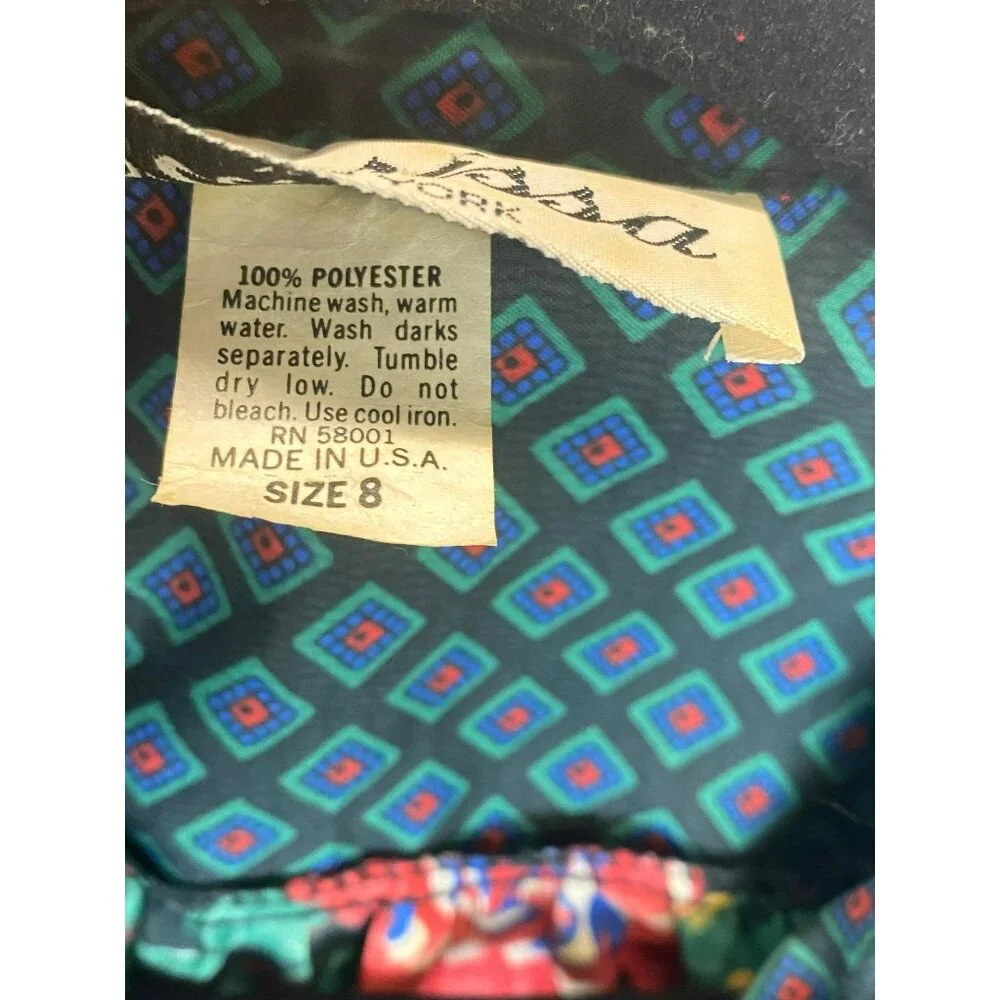 YORK
100% POLYESTER
Machine wash, warm
water. Wash darks
separately. Tumble
dry low. Do not
bleach. Use cool iron.
RN 58001
MADE IN U.S.A.
SIZE 8